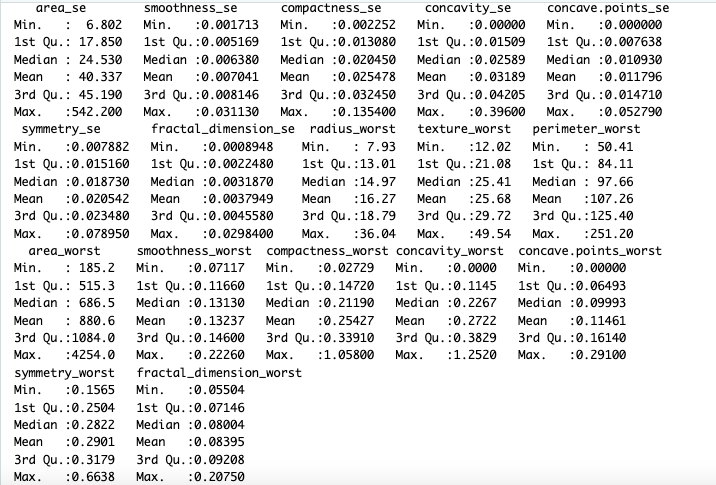 area_se smoothness_se compactness_se concavity_se concave.points_se
Min. : 6.802 Min. :0.001713 Min. :0.002252 Min. :0.00000 Min. :0.000000
1st Qu.: 17.850 1st Qu.:0.005169 1st Qu.:0.013080 1st Qu.:0.01509 1st Qu.:0.007638
Median : 24.530 Median :0.006380 Median :0.020450 Median :0.02589 Median :0.010930
Mean : 40.337 Mean :0.007041 Mean :0.025478 Mean :0.03189 Mean :0.011796
3rd Qu.: 45.190 3rd Qu.:0.008146 3rd Qu.:0.032450 3rd Qu.:0.04205 3rd Qu.:0.014710
Max. :542.200 Max. :0.031130 Max. :0.135400 Max. :0.39600 Max. :0.052790
symmetry_se fractal_dimension_se radius_worst texture_worst perimeter_worst
Min. :0.007882 Min. :0.0008948 Min. : 7.93 Min. :12.02 Min. : 50.41
1st Qu.:0.015160 1st Qu.:0.0022480 1st Qu.:13.01 1st Qu.:21.08 1st Qu.: 84.11
Median :0.018730 Median :0.0031870 Median :14.97 Median :25.41 Median : 97.66
Mean :0.020542 Mean :0.0037949 Mean :16.27 Mean :25.68 Mean :107.26
3rd Qu.:0.023480 3rd Qu.:0.0045580 3rd Qu.:18.79 3rd Qu.:29.72 3rd Qu.:125.40
Max. :0.078950 Max. :0.0298400 Max. :36.04 Max. :49.54 Max. :251.20
area_worst smoothness_worst compactness_worst concavity_worst concave.points_worst
Min. : 185.2 Min. :0.07117 Min. :0.02729 Min. :0.0000 Min. :0.00000
1st Qu.: 515.3 1st Qu.:0.11660 1st Qu.:0.14720 1st Qu.:0.1145 1st Qu.:0.06493
Median : 686.5 Median :0.13130 Median :0.21190 Median :0.2267 Median :0.09993
Mean : 880.6 Mean :0.13237 Mean :0.25427 Mean :0.2722 Mean :0.11461
3rd Qu.:1084.0 3rd Qu.:0.14600 3rd Qu.:0.33910 3rd Qu.:0.3829 3rd Qu.:0.16140
Max. :4254.0 Max. :0.22260 Max. :1.05800 Max. :1.2520 Max. :0.29100
symmetry_worst fractal_dimension_worst
Min. :0.1565 Min. :0.05504
1st Qu.:0.2504 1st Qu.:0.07146
Median :0.2822 Median :0.08004
Mean :0.2901 Mean :0.08395
3rd Qu.:0.3179 3rd Qu.:0.09208
Max. :0.6638 Max. :0.20750